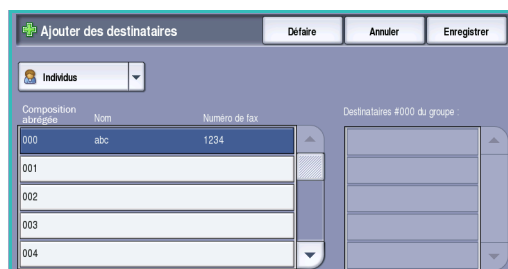 Ajouter des destinataires
Défaire
Annuler
Enregistrer
Individus
Composition
abrégée
Nom
Numéro de fax
Destinataires #000 du groupe :
000 abc 1234
001
002
003
004